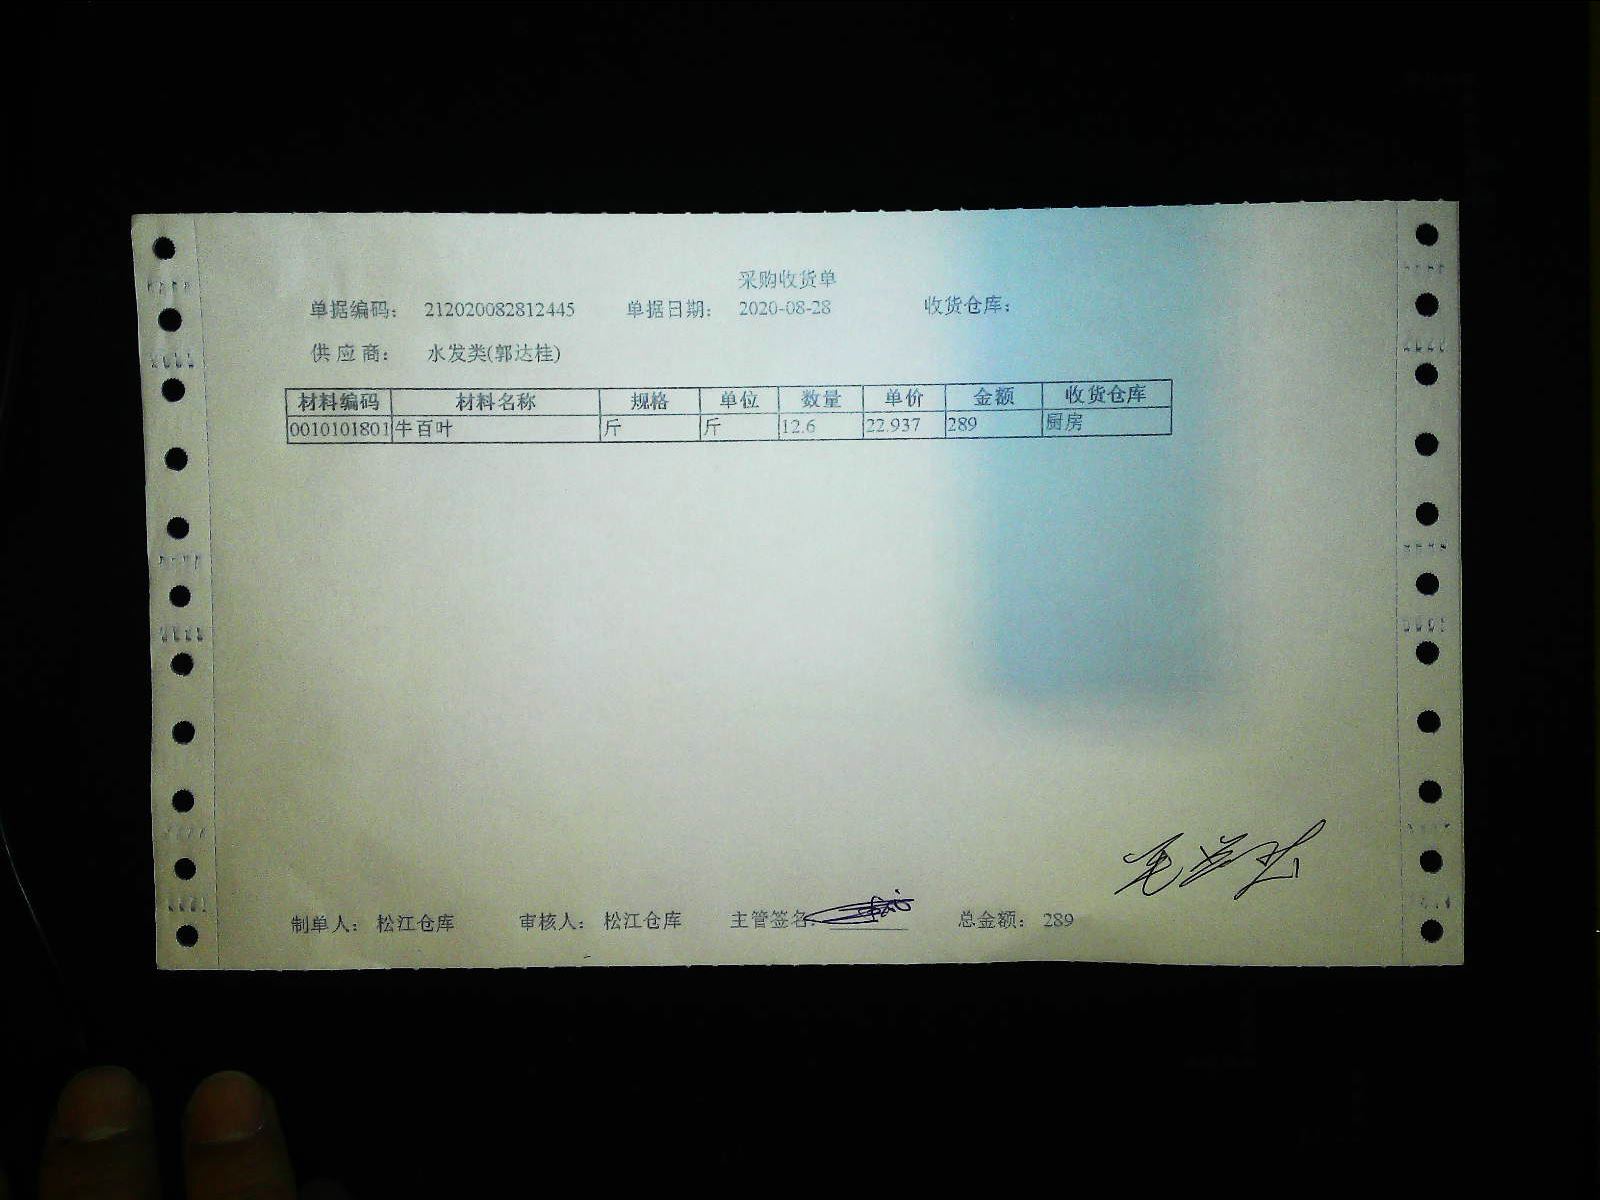 采购收货单
单据编码： 212020082812445 单据日期： 2020-08-28 收货仓库：
供应商： 水发类(郭达桂)
材料编码 材料名称 规格 单位 数量 单价 金额 收货仓库
0010101801 牛百叶 斤 斤 12.6 22.937 289 厨房
制单人： 松江仓库 审核人： 松江仓库 主管签名: 总金额： 289